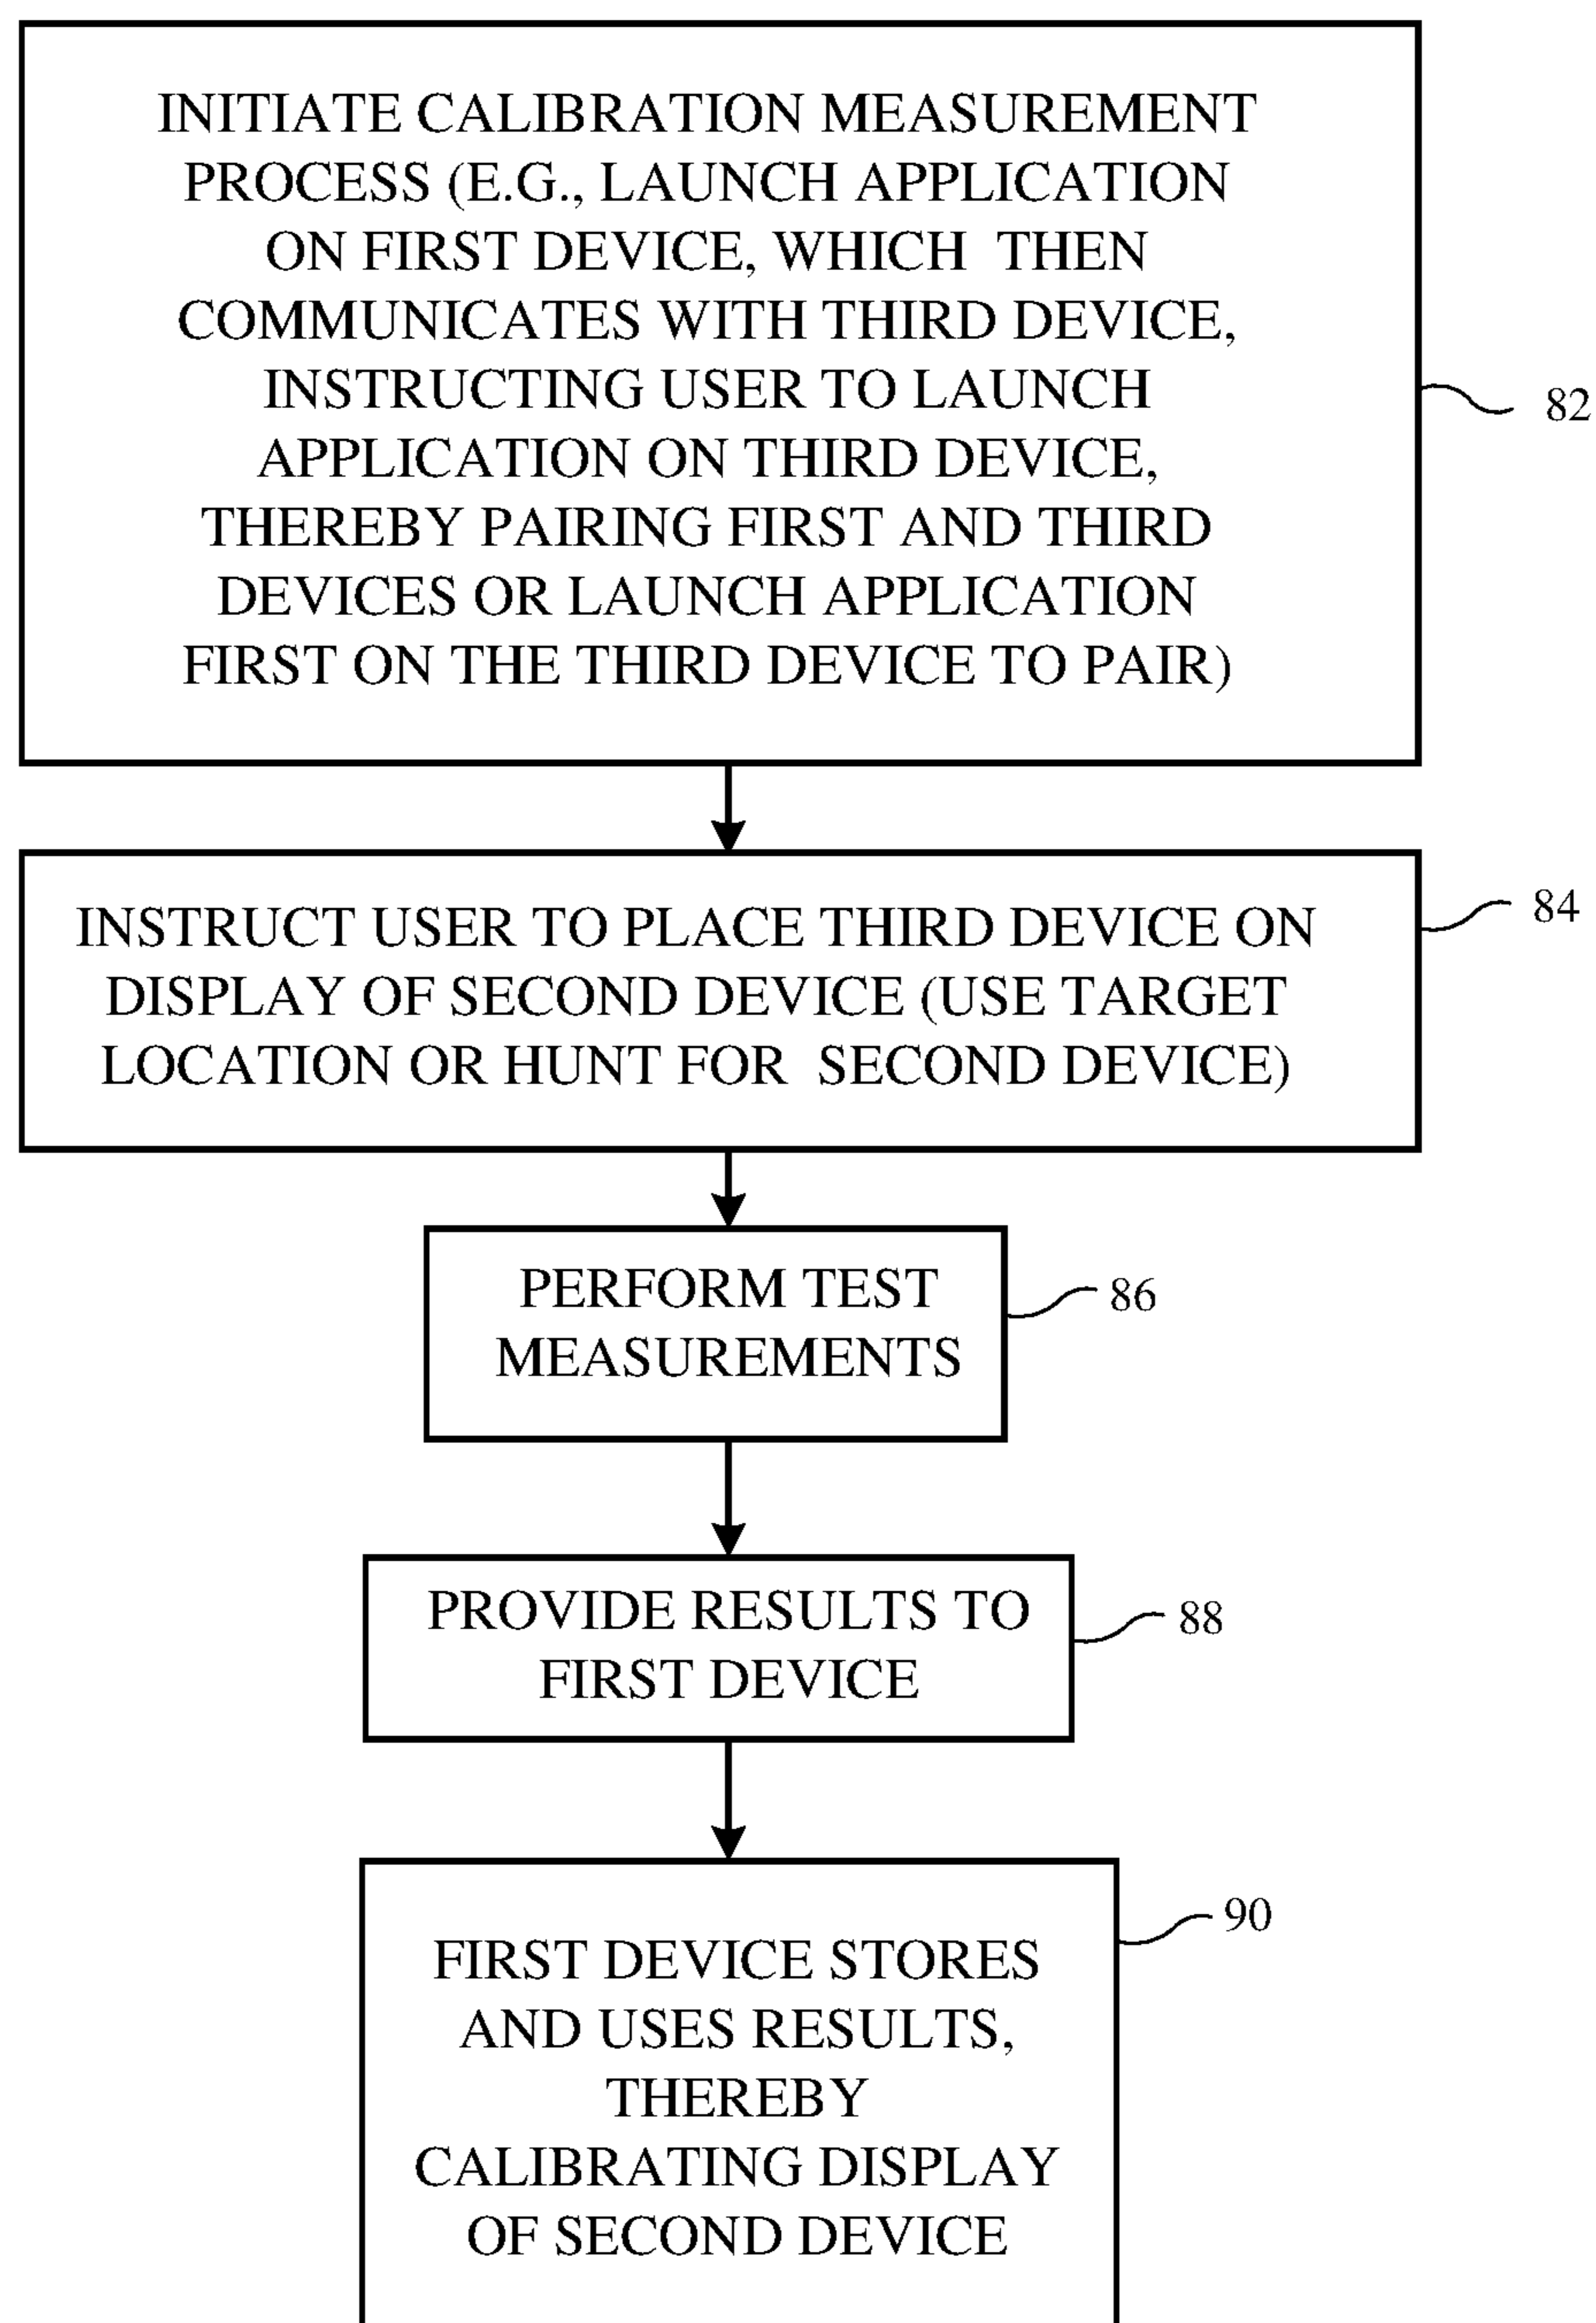 INITIATE CALIBRATION MEASUREMENT
PROCESS (E.G., LAUNCH APPLICATION
ON FIRST DEVICE, WHICH THEN
COMMUNICATES WITH THIRD DEVICE,
INSTRUCTING USER TO LAUNCH
APPLICATION ON THIRD DEVICE,
THEREBY PAIRING FIRST AND THIRD
DEVICES OR LAUNCH APPLICATION
FIRST ON THE THIRD DEVICE TO PAIR)
82
INSTRUCT USER TO PLACE THIRD DEVICE ON
DISPLAY OF SECOND DEVICE (USE TARGET
LOCATION OR HUNT FOR SECOND DEVICE)
84
PERFORM TEST
MEASUREMENTS
86
PROVIDE RESULTS TO
FIRST DEVICE
88
FIRST DEVICE STORES
AND USES RESULTS,
THEREBY
CALIBRATING DISPLAY
OF SECOND DEVICE
90